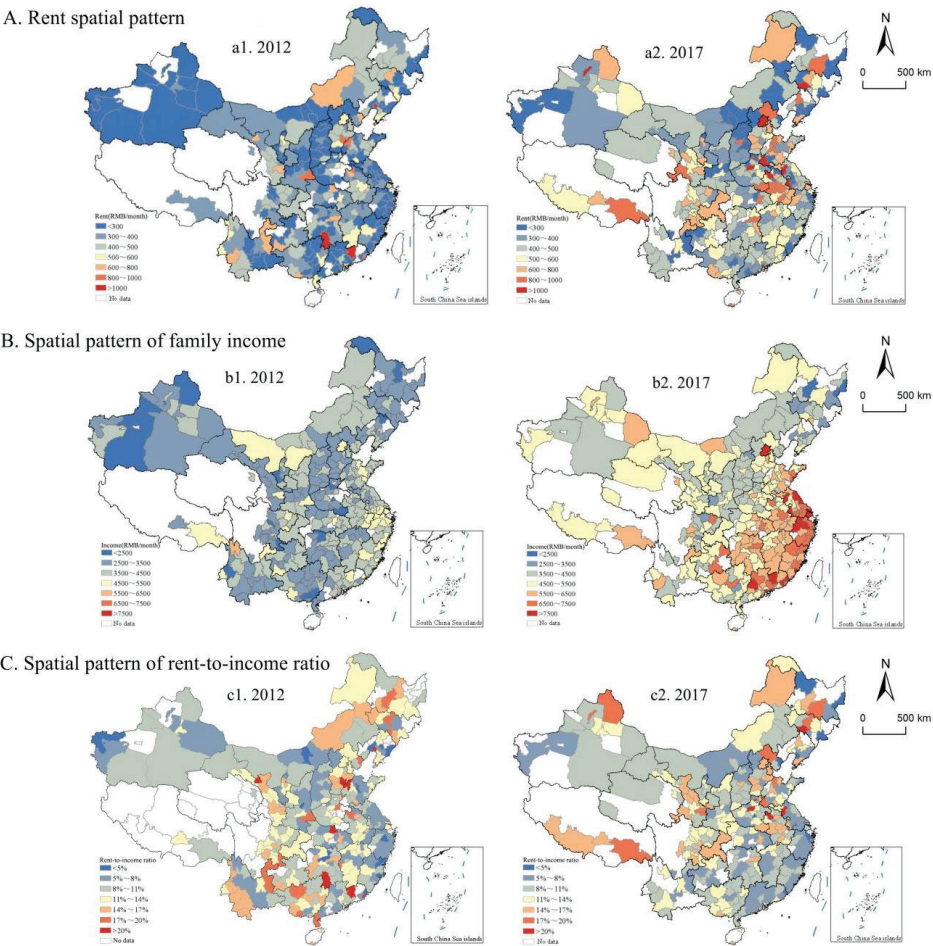 A. Rent spatial pattern
a1. 2012
a2. 2017
N
0 500 km
Rent(RMB/month)
<300
300～400
400～500
500～600
600～800
800～1000
>1000
No data
South China Sea islands
Rent(RMB/month)
<300
300～400
400～500
500～600
600～800
800～1000
>1000
No data
South China Sea islands
B. Spatial pattern of family income
b1. 2012
b2. 2017
N
0 500 km
Income(RMB/month)
<2500
2500～3500
3500～4500
4500～5500
5500～6500
6500～7500
>7500
No data
South China Sea islands
Income(RMB/month)
<2500
2500～3500
3500～4500
4500～5500
5500～6500
6500～7500
>7500
No data
South China Sea islands
C. Spatial pattern of rent-to-income ratio
c1. 2012
c2. 2017
N
0 500 km
Rent-to-income ratio
<5%
5%～8%
8%～11%
11%～14%
14%～17%
17%～20%
>20%
No data
South China Sun islands
Rent-to-income ratio
<5%
5%～8%
8%～11%
11%～14%
14%～17%
17%～20%
>20%
No data
South China Sea islands